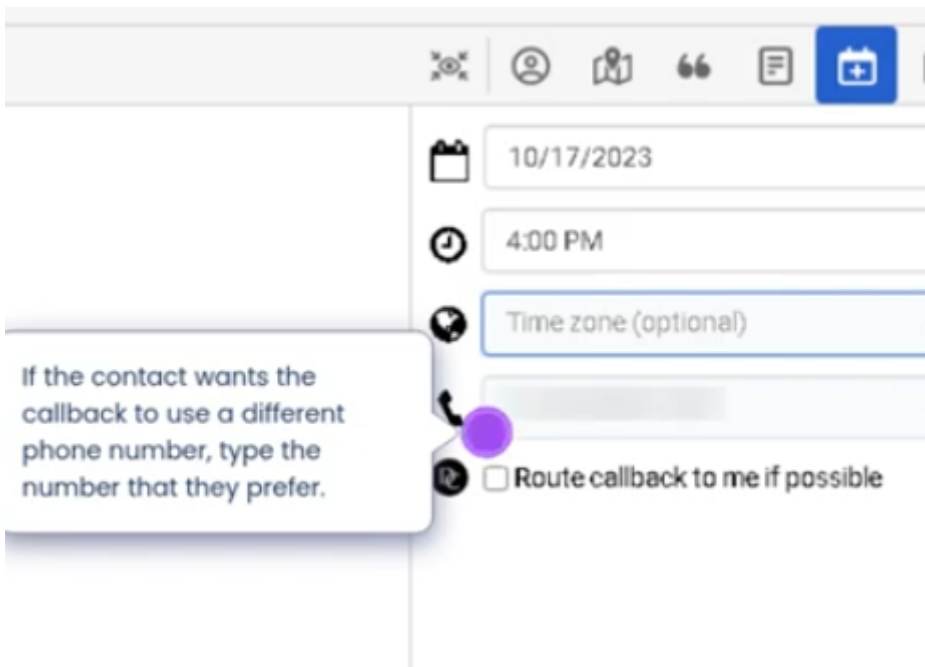 10/17/2023
4:00 PM
Time zone (optional)
If the contact wants the
callback to use a different
phone number, type the
number that they prefer.
Route callback to me if possible